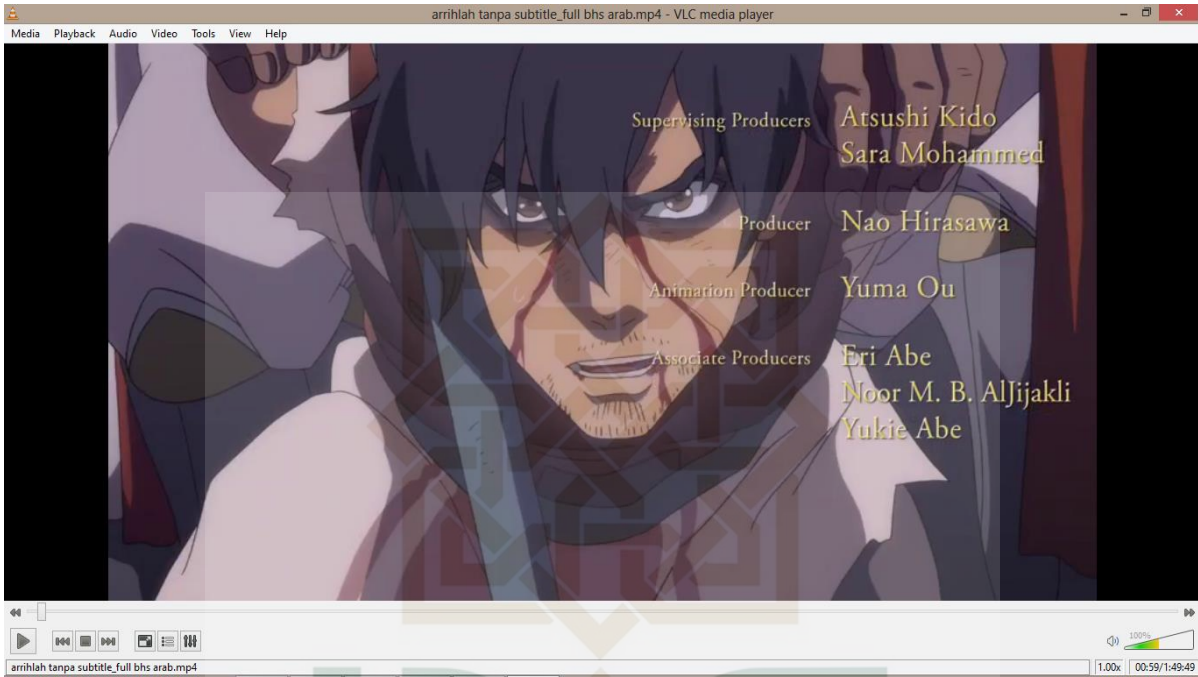 arrihlah tanpa subtitle_full bhs arab.mp4 - VLC media player
Media Playback Audio Video Tools View Help
Supervising Producers Atsushi Kido
Sara Mohammed
Producer Nao Hirasawa
Animation Producer Yuma Ou
Associate Producers Eri Abe
Noor M. B. AlJijakli
Yukie Abe
100%
arrihlah tanpa subtitle_full bhs arab.mp4 1.00x 00:59/1:49:49